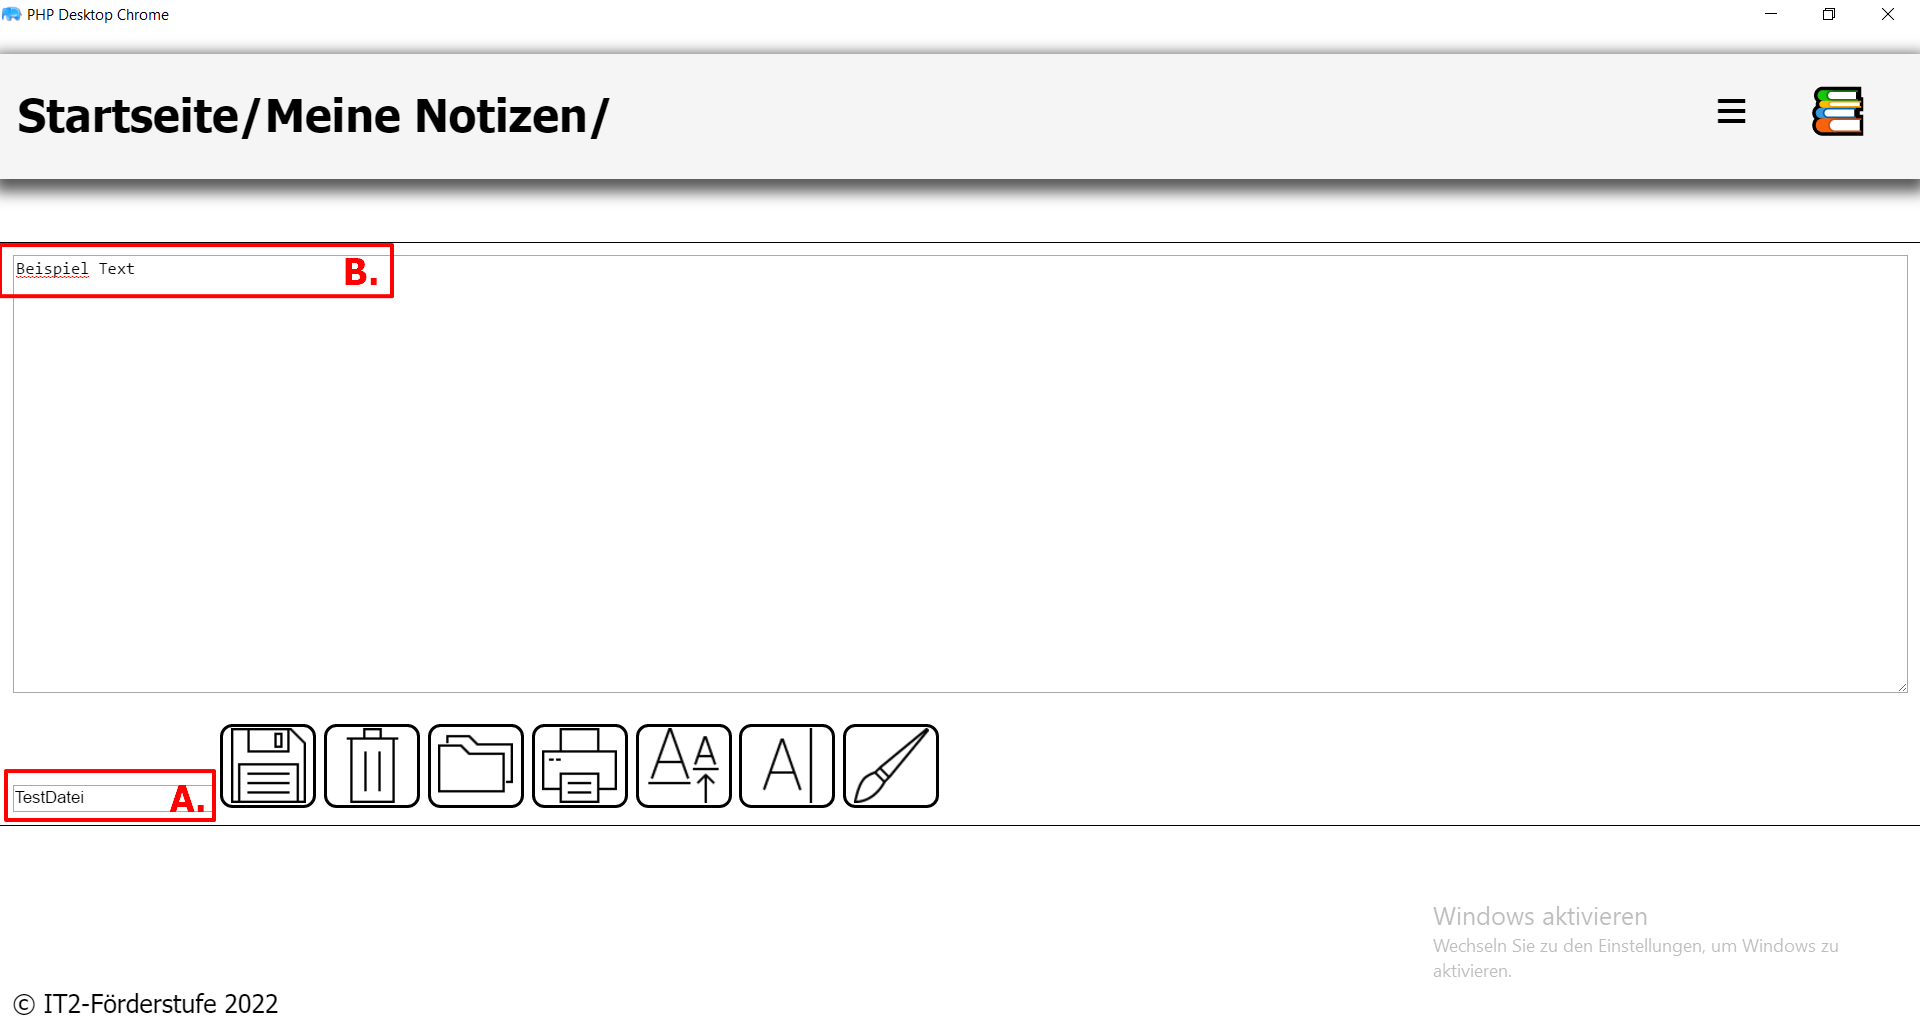 PHP Desktop Chrome
Startseite/Meine Notizen/
Beispiel Text
B.
TestDatei
A.
Windows aktivieren
Wechseln Sie zu den Einstellungen, um Windows zu
aktivieren.
© IT2-Förderstufe 2022